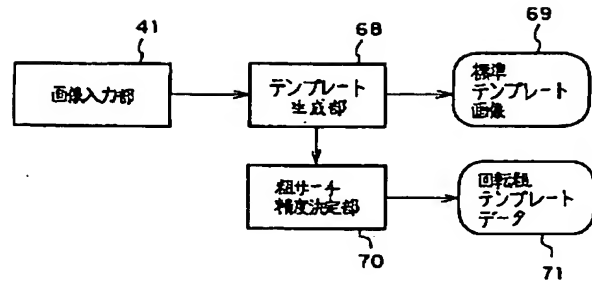 41
68
69
画像入力部
テンプレート
生成部
標準
テンプレート
画像
粗サーチ
精度決定部
回転粗
テンプレート
データ
70
71